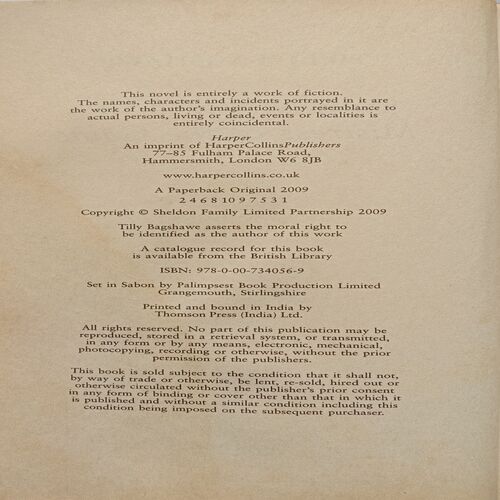 This novel is entirely a work of fiction.
The names, characters and incidents portrayed in it are
the work of the author's imagination. Any resemblance to
actual persons, living or dead, events or localities is
entirely coincidental.
Harper
An imprint of HarperCollinsPublishers
77–85 Fulham Palace Road,
Hammersmith, London W6 8JB
www.harpercollins.co.uk
A Paperback Original 2009
2 4 6 8 10 9 7 5 3 1
Copyright © Sheldon Family Limited Partnership 2009
Tilly Bagshawe asserts the moral right to
be identified as the author of this work
A catalogue record for this book
is available from the British Library
ISBN: 978-0-00-734056-9
Set in Sabon by Palimpsest Book Production Limited
Grangemouth, Stirlingshire
Printed and bound in India by
Thomson Press (India) Ltd.
All rights reserved. No part of this publication may be
reproduced, stored in a retrieval system, or transmitted,
in any form or by any means, electronic, mechanical,
photocopying, recording or otherwise, without the prior
permission of the publishers.
This book is sold subject to the condition that it shall not,
by way of trade or otherwise, be lent, re-sold, hired out or
otherwise circulated without the publisher's prior consent
in any form of binding or cover other than that in which it
is published and without a similar condition including this
condition being imposed on the subsequent purchaser.